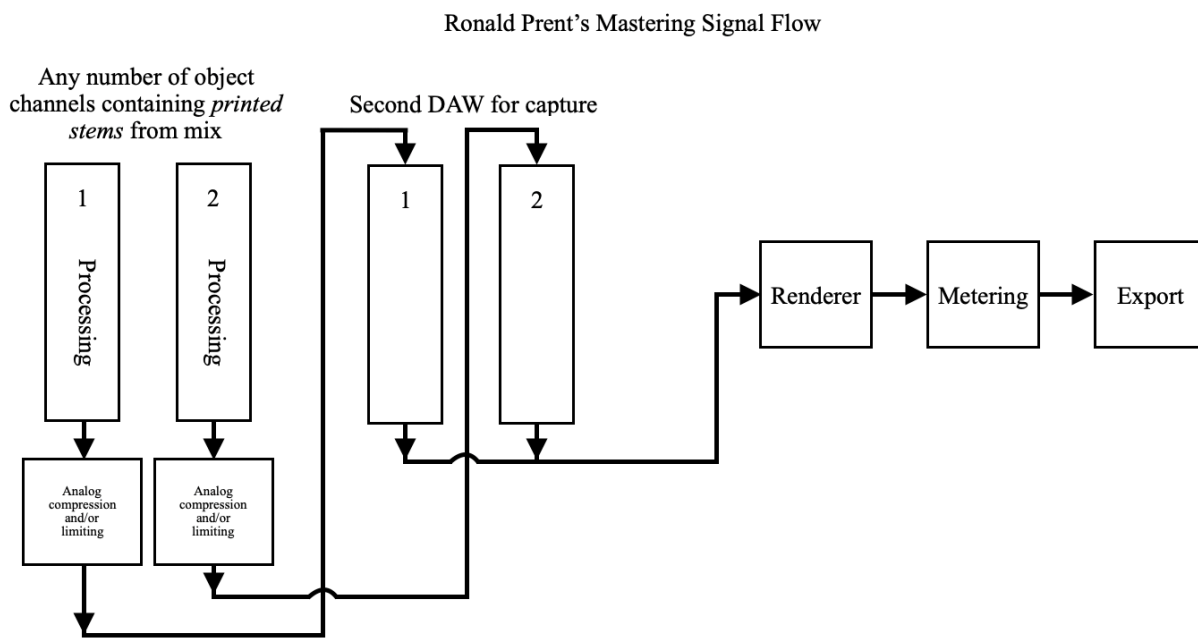 Ronald Prent’s Mastering Signal Flow
Any number of object
channels containing printed
stems from mix
Second DAW for capture
1
Processing
2
Processing
1
2
Analog
compression
and/or
limiting
Analog
compression
and/or
limiting
Renderer
Metering
Export